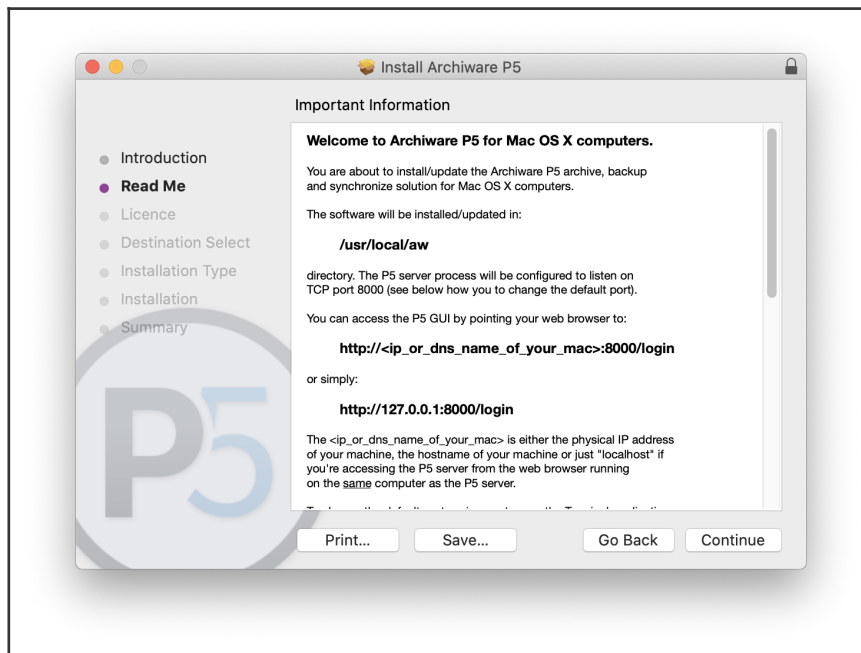 Install Archiware P5
Important Information
Introduction
Read Me
Licence
Destination Select
Installation Type
Installation
Summary
P5
Welcome to Archiware P5 for Mac OS X computers.
You are about to install/update the Archiware P5 archive, backup
and synchronize solution for Mac OS X computers.
The software will be installed/updated in:
/usr/local/aw
directory. The P5 server process will be configured to listen on
TCP port 8000 (see below how you to change the default port).
You can access the P5 GUI by pointing your web browser to:
http://<ip_or_dns_name_of_your_mac>:8000/login
or simply:
http://127.0.0.1:8000/login
The <ip_or_dns_name_of_your_mac> is either the physical IP address
of your machine, the hostname of your machine or just "localhost" if
you're accessing the P5 server from the web browser running
on the same computer as the P5 server.
Print...
Save...
Go Back
Continue